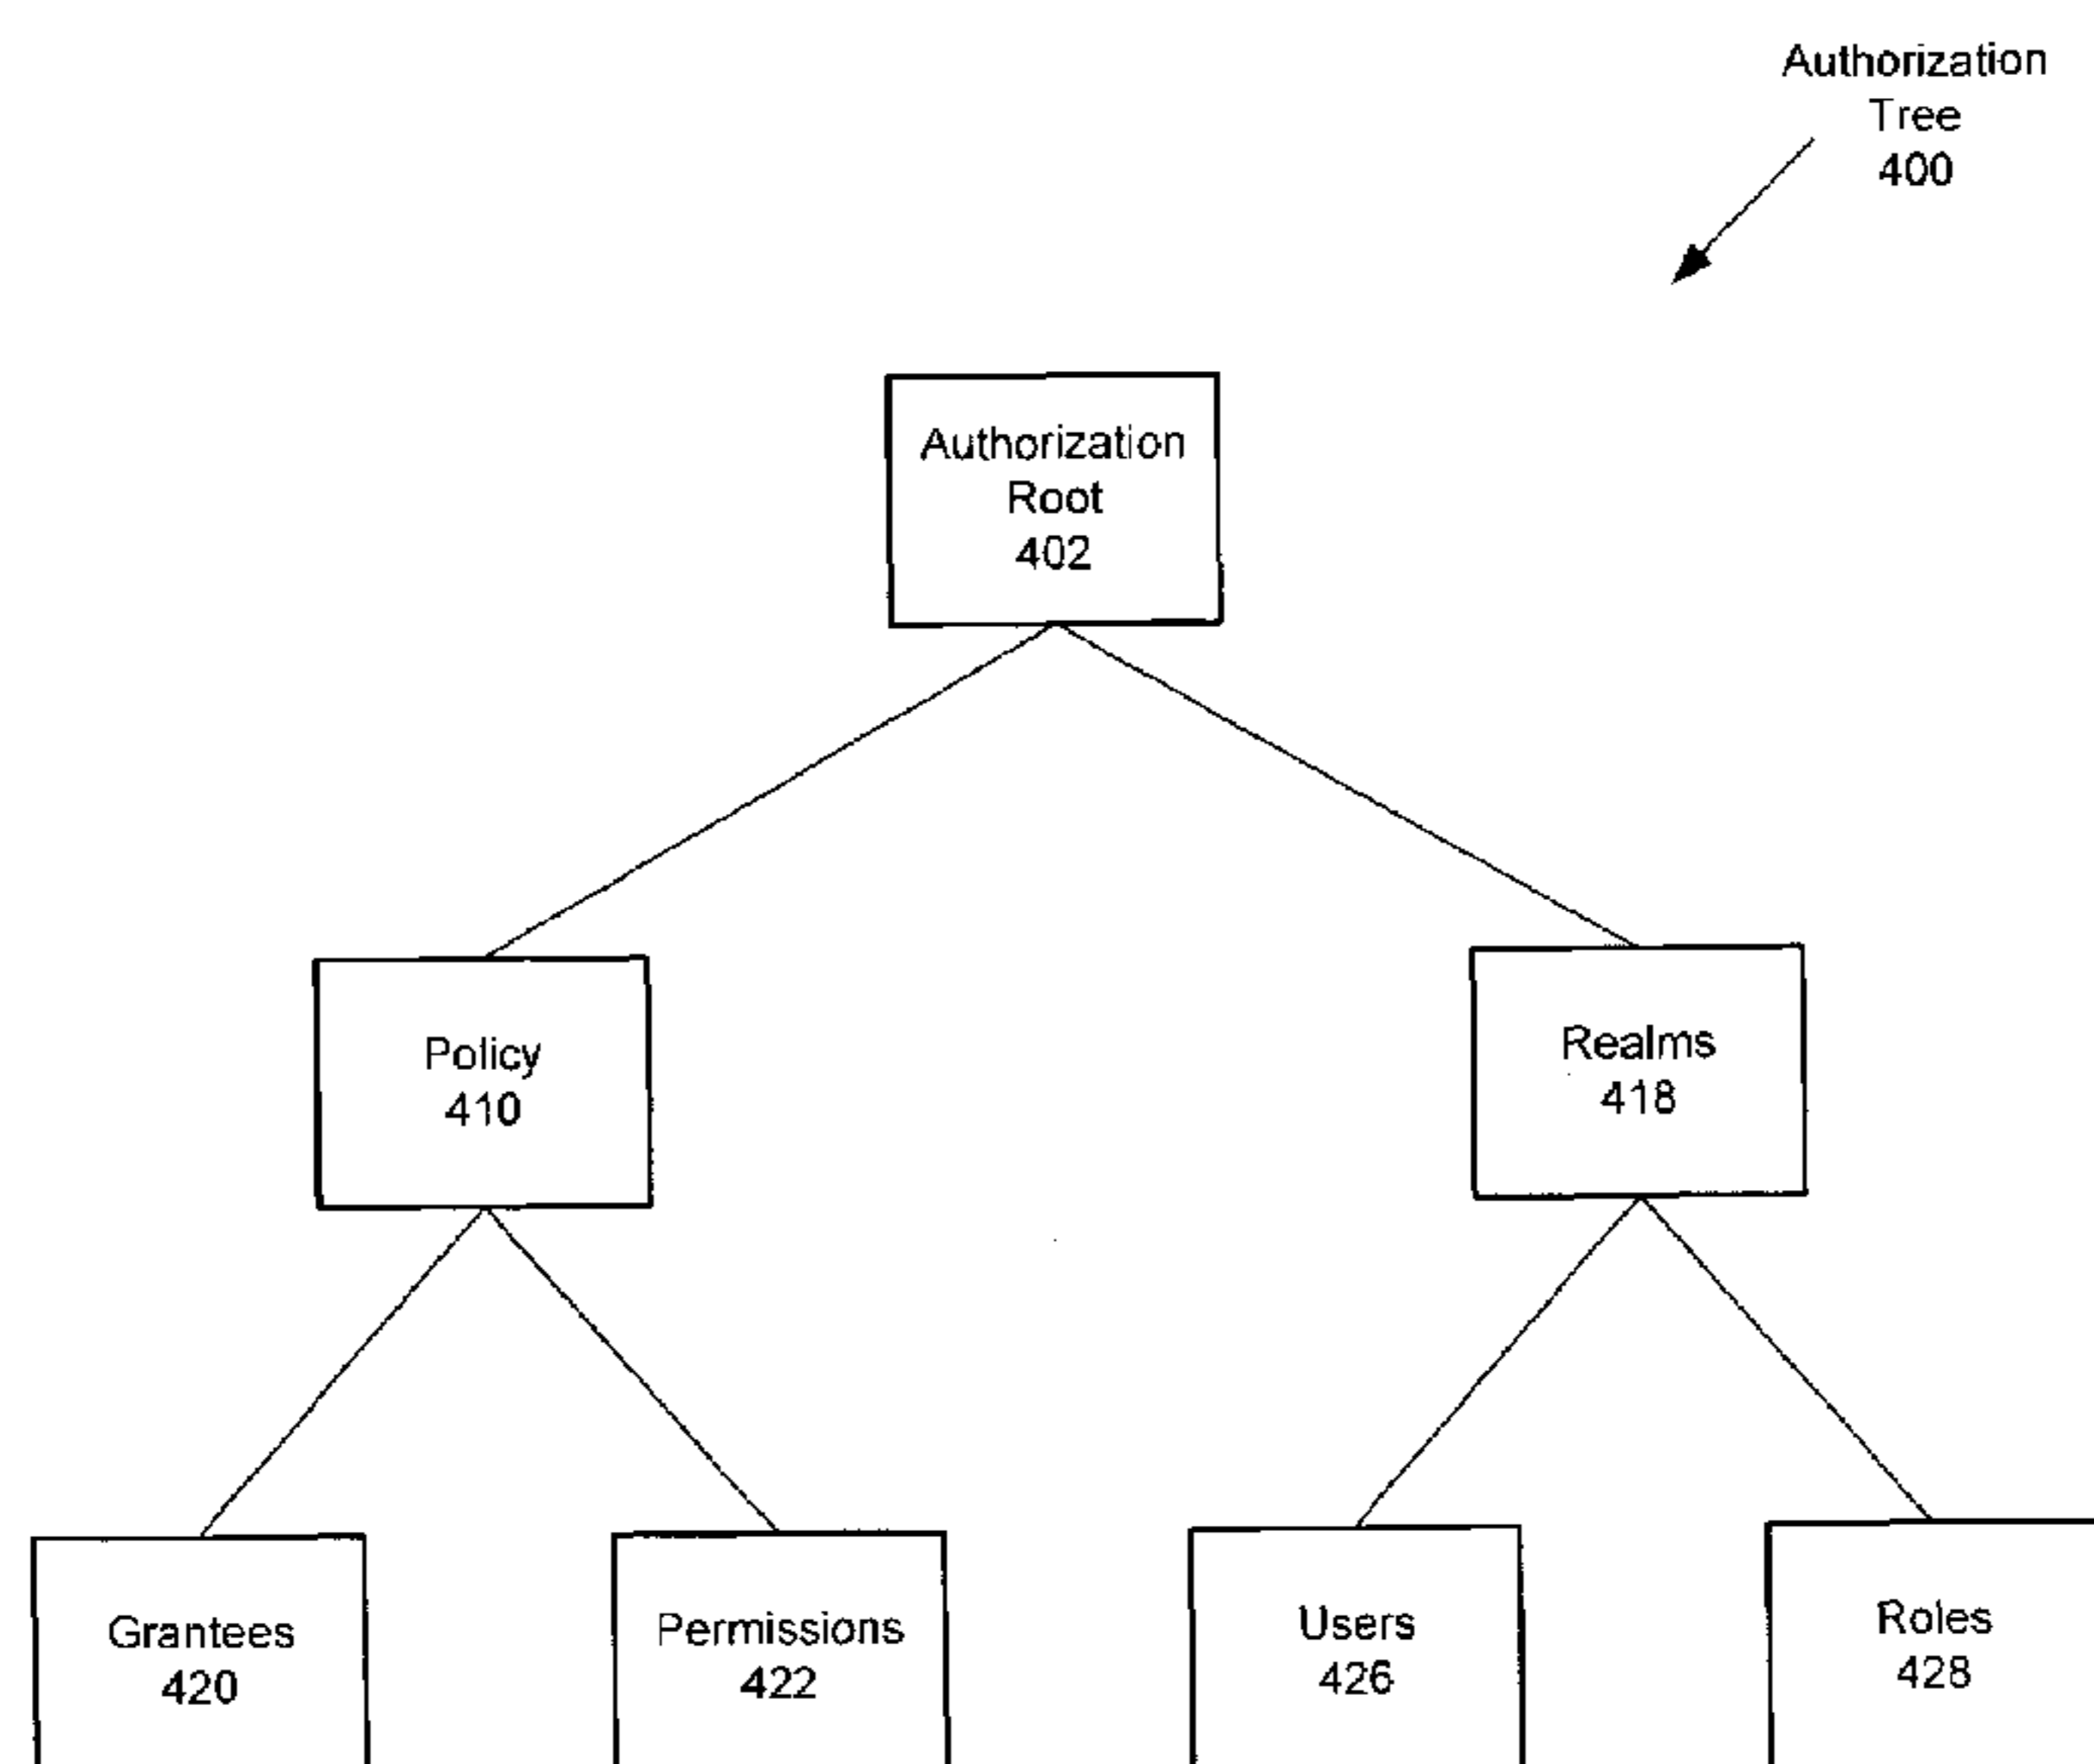 Authorization
Tree
400
Authorization
Root
402
Policy
410
Realms
418
Grantees
420
Permissions
422
Users
426
Roles
428